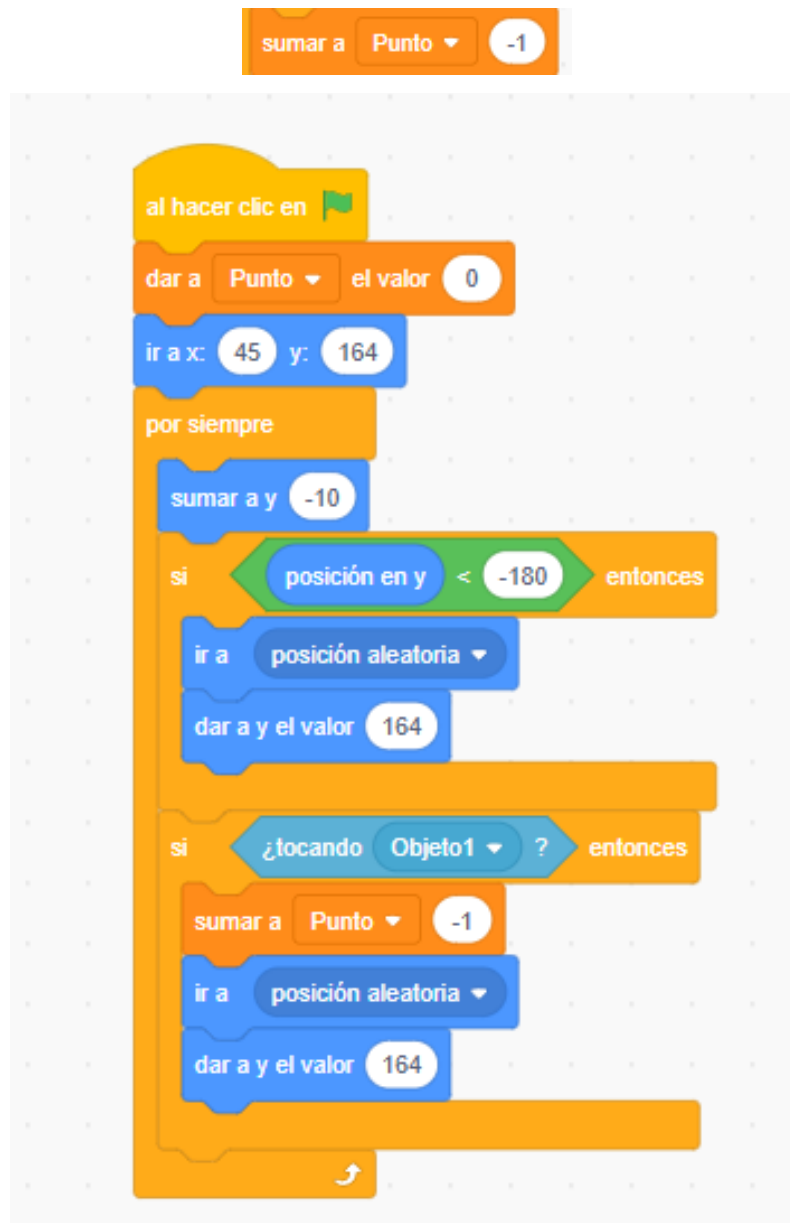 sumar a Punto -1
al hacer clic en
dar a Punto el valor 0
ir a x: 45 y: 164
por siempre
sumar a y -10
si posición en y < -180 entonces
ir a posición aleatoria
dar a y el valor 164
si ¿tocando Objeto1 ? entonces
sumar a Punto -1
ir a posición aleatoria
dar a y el valor 164